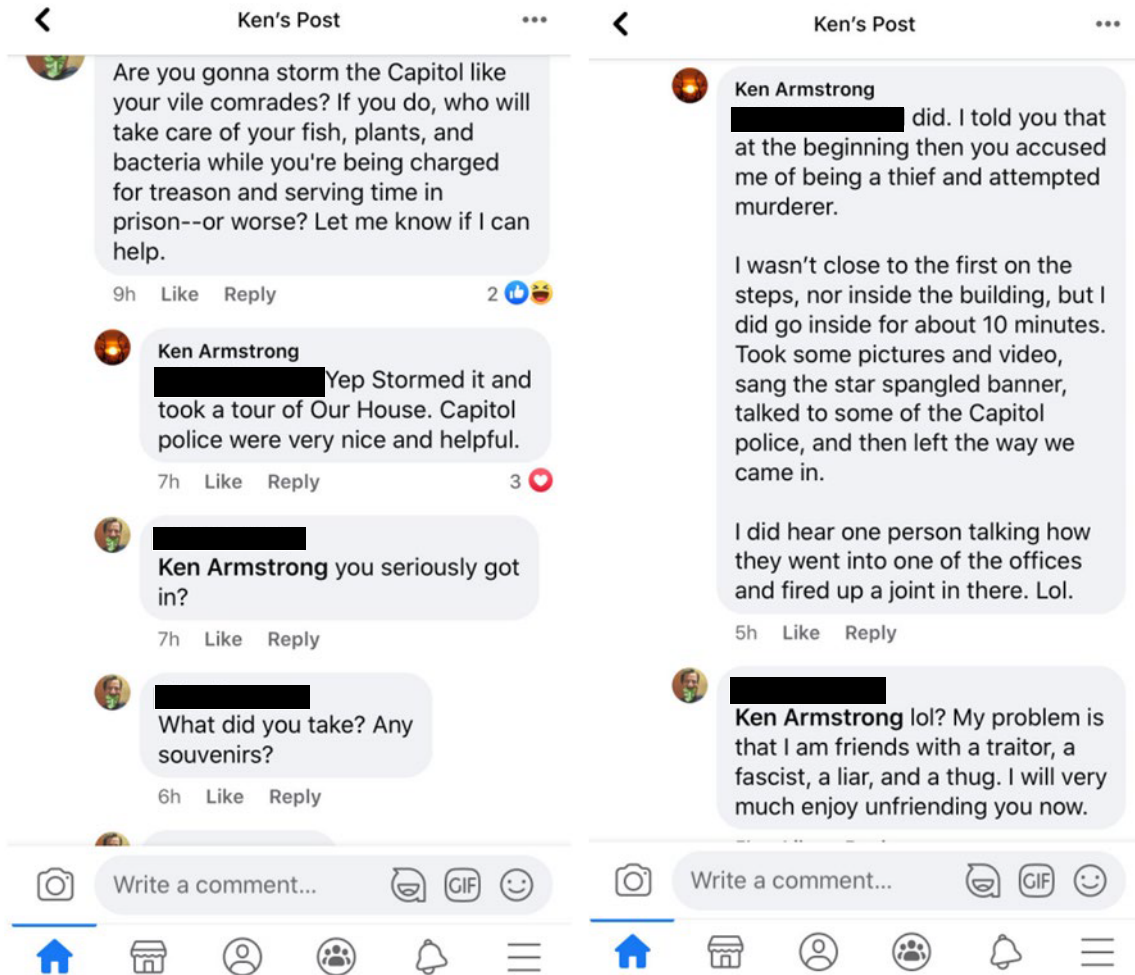 Ken's Post
Are you gonna storm the Capitol like
your vile comrades? If you do, who will
take care of your fish, plants, and
bacteria while you're being charged
for treason and serving time in
prison--or worse? Let me know if I can
help.
9h Like Reply 2
Ken Armstrong
Yep Stormed it and
took a tour of Our House. Capitol
police were very nice and helpful.
7h Like Reply 3
Ken Armstrong you seriously got
in?
7h Like Reply
What did you take? Any
souvenirs?
6h Like Reply
Write a comment...
GIF
Ken's Post
Ken Armstrong
did. I told you that
at the beginning then you accused
me of being a thief and attempted
murderer.
I wasn't close to the first on the
steps, nor inside the building, but I
did go inside for about 10 minutes.
Took some pictures and video,
sang the star spangled banner,
talked to some of the Capitol
police, and then left the way we
came in.
I did hear one person talking how
they went into one of the offices
and fired up a joint in there. Lol.
5h Like Reply
Ken Armstrong lol? My problem is
that I am friends with a traitor, a
fascist, a liar, and a thug. I will very
much enjoy unfriending you now.
Write a comment...
GIF